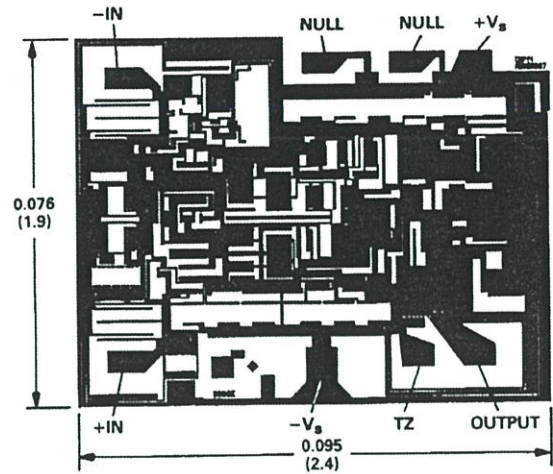 −IN
NULL NULL +Vs
0.076
(1.9)
+IN −Vs TZ OUTPUT
0.095
(2.4)